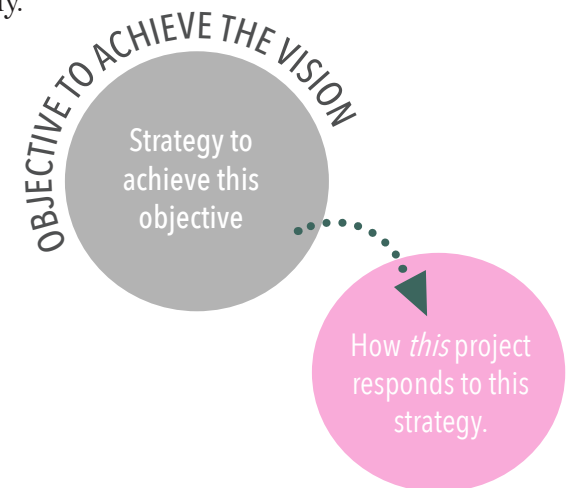 OBJECTIVE TO ACHIEVE THE VISION
Strategy to
achieve this
objective
How this project
responds to this
strategy.